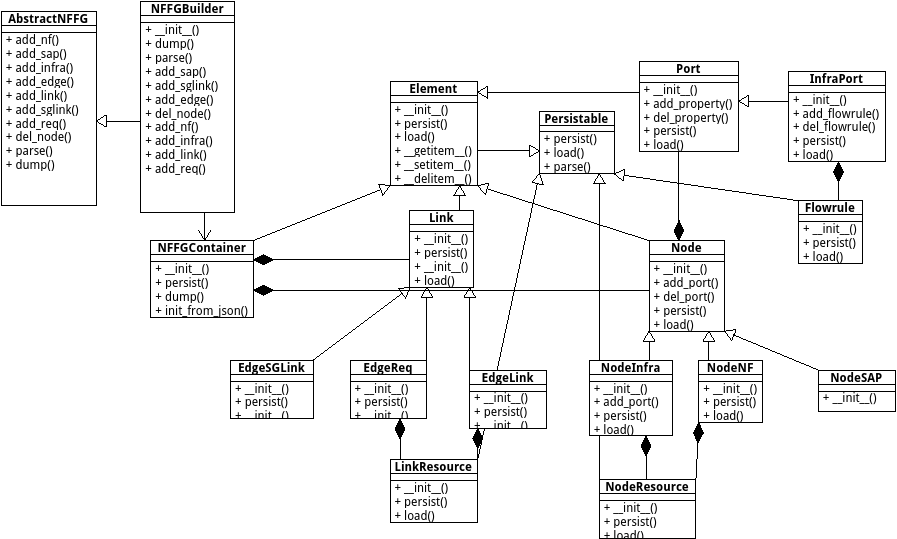 AbstractNFFG
+ add_nf()
+ add_sap()
+ add_infra()
+ add_edge()
+ add_link()
+ add_sglink()
+ add_req()
+ del_node()
+ parse()
+ dump()
NFFGBuilder
+ __init__()
+ dump()
+ parse()
+ add_sap()
+ add_sglink()
+ add_edge()
+ del_node()
+ add_nf()
+ add_infra()
+ add_link()
+ add_req()
Element
+ __init__()
+ persist()
+ load()
+ __getitem__()
+ __setitem__()
+ __delitem__()
Persistable
+ persist()
+ load()
+ parse()
Port
+ __init__()
+ add_property()
+ del_property()
+ persist()
+ load()
InfraPort
+ __init__()
+ add_flowrule()
+ del_flowrule()
+ persist()
+ load()
Flowrule
+ __init__()
+ persist()
+ load()
NFFGContainer
+ __init__()
+ persist()
+ dump()
+ init_from_json()
Link
+ __init__()
+ persist()
+ __init__()
+ load()
Node
+ __init__()
+ add_port()
+ del_port()
+ persist()
+ load()
EdgeSGLink
+ __init__()
+ persist()
+ __init__()
EdgeReq
+ __init__()
+ persist()
+ __init__()
EdgeLink
+ __init__()
+ persist()
+ __init__()
NodeInfra
+ __init__()
+ add_port()
+ persist()
+ load()
NodeNF
+ __init__()
+ persist()
+ load()
NodeSAP
+ __init__()
LinkResource
+ __init__()
+ persist()
+ load()
NodeResource
+ __init__()
+ persist()
+ load()